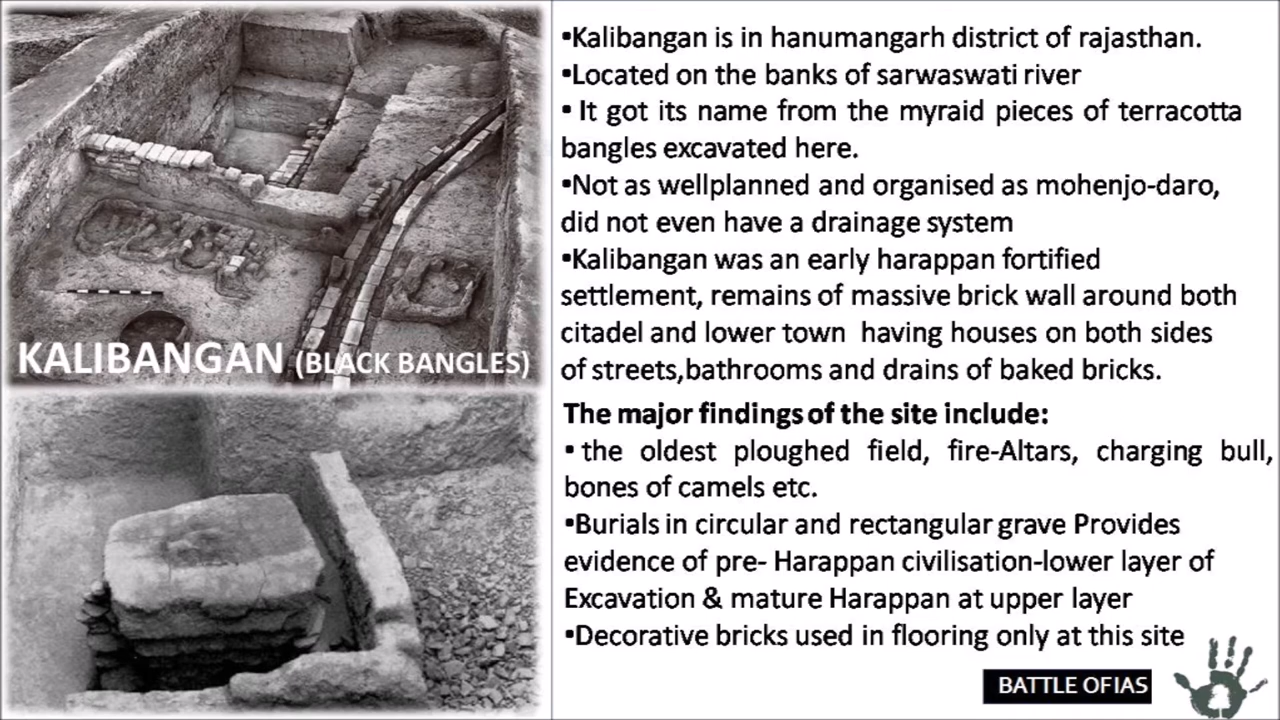 KALIBANGAN (BLACK BANGLES)
•Kalibangan is in hanumangarh district of rajasthan.
•Located on the banks of sarwaswati river
• It got its name from the myraid pieces of terracotta
bangles excavated here.
•Not as wellplanned and organised as mohenjo-daro,
did not even have a drainage system
•Kalibangan was an early harappan fortified
settlement, remains of massive brick wall around both
citadel and lower town having houses on both sides
of streets,bathrooms and drains of baked bricks.
The major findings of the site include:
• the oldest ploughed field, fire-Altars, charging bull,
bones of camels etc.
•Burials in circular and rectangular grave Provides
evidence of pre- Harappan civilisation-lower layer of
Excavation & mature Harappan at upper layer
•Decorative bricks used in flooring only at this site
BATTLE OF IAS